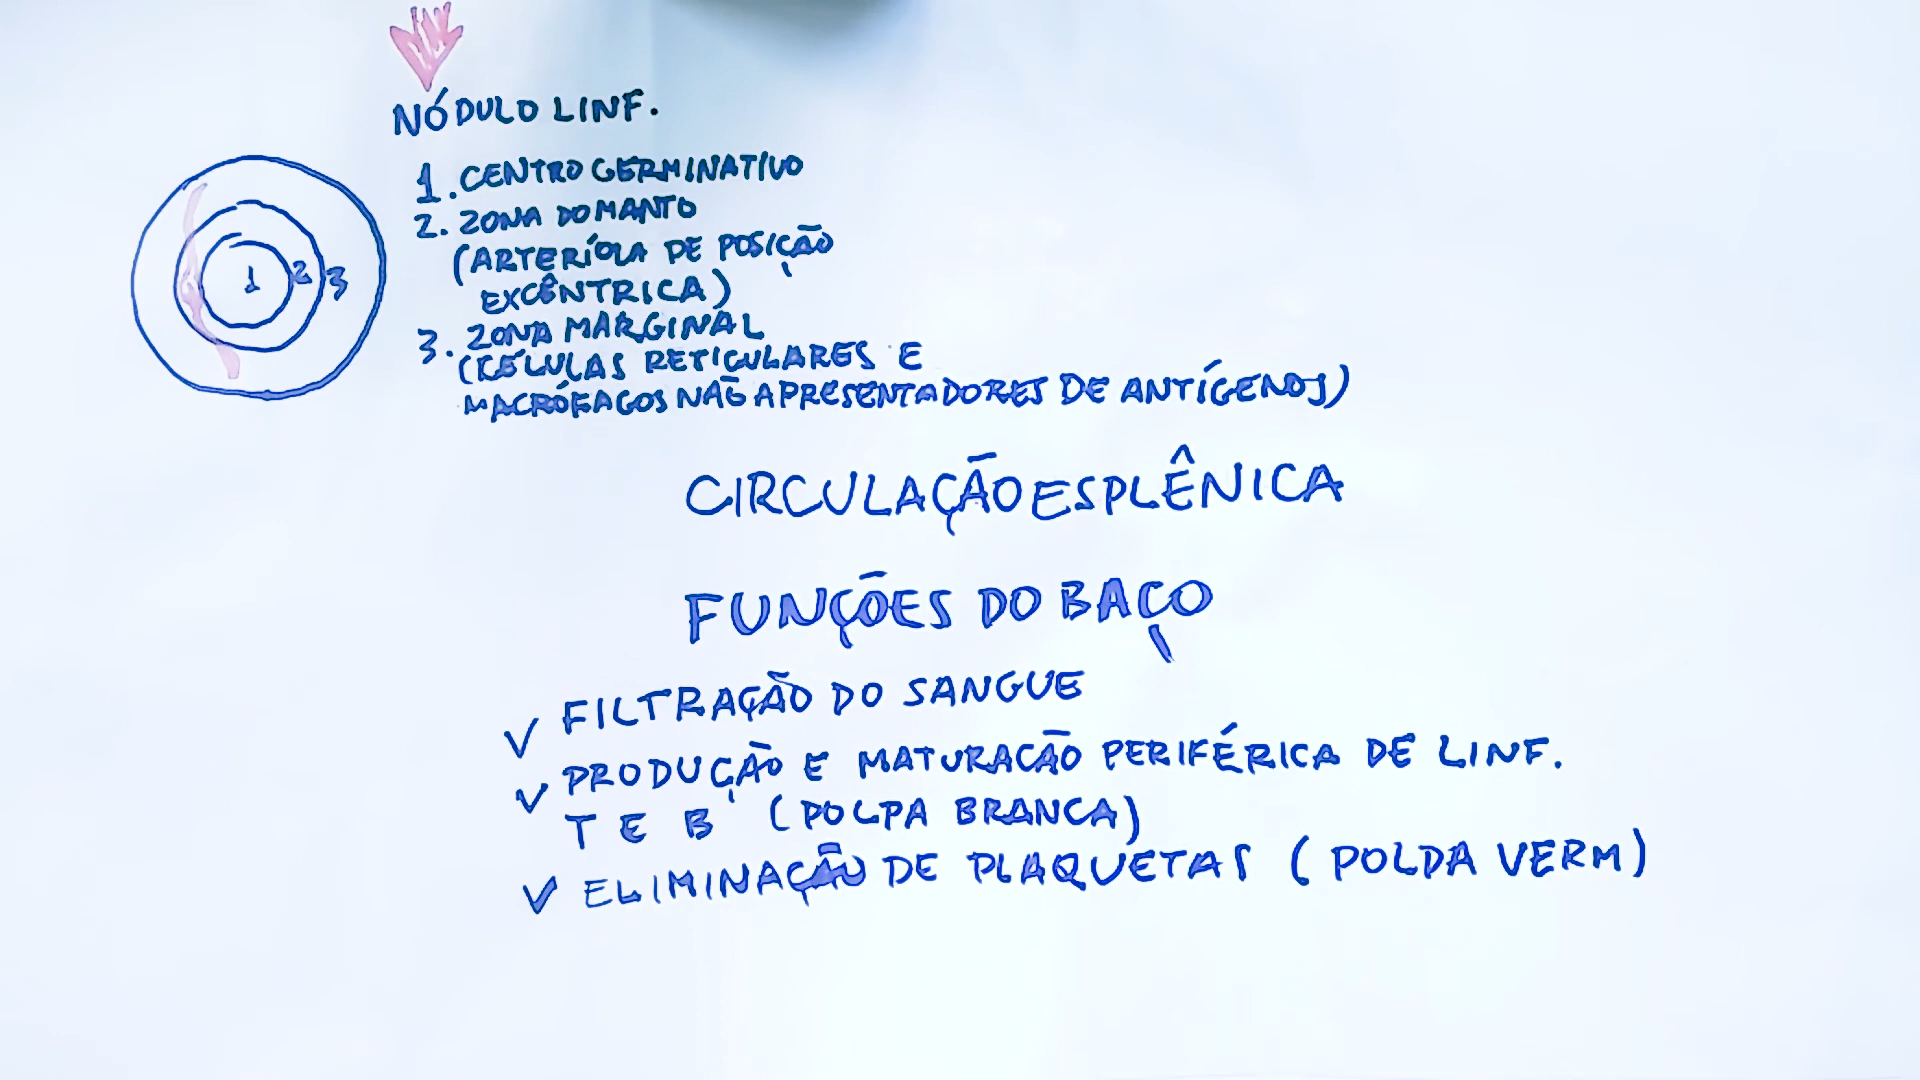 NÓDULO LINF.
1. CENTRO GERMINATIVO
2. ZONA DO MANTO
(ARTERÍOLA DE POSIÇÃO
EXCÊNTRICA)
3. ZONA MARGINAL
(CÉLULAS RETICULARES E
MACRÓFAGOS NÃO APRESENTADORES DE ANTÍGENOS)
1 2 3
CIRCULAÇÃO ESPLÊNICA
FUNÇÕES DO BAÇO
✓ FILTRAÇÃO DO SANGUE
✓ PRODUÇÃO E MATURACÃO PERIFÉRICA DE LINF.
T E B (POLPA BRANCA)
✓ ELIMINAÇÃO DE PLAQUETAS (POLDA VERM)